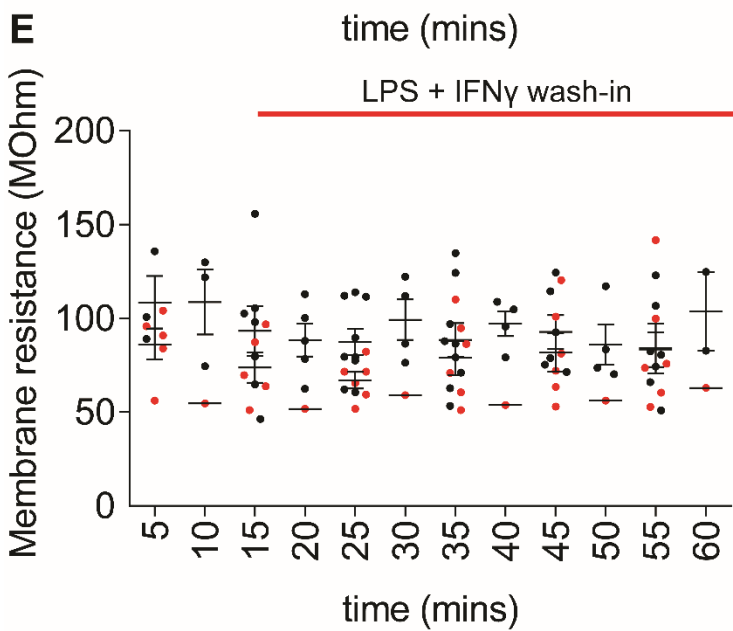 E
time (mins)
LPS + IFNγ wash-in
Membrane resistance (MOhm)
200
150
100
50
0
5 10 15 20 25 30 35 40 45 50 55 60
time (mins)